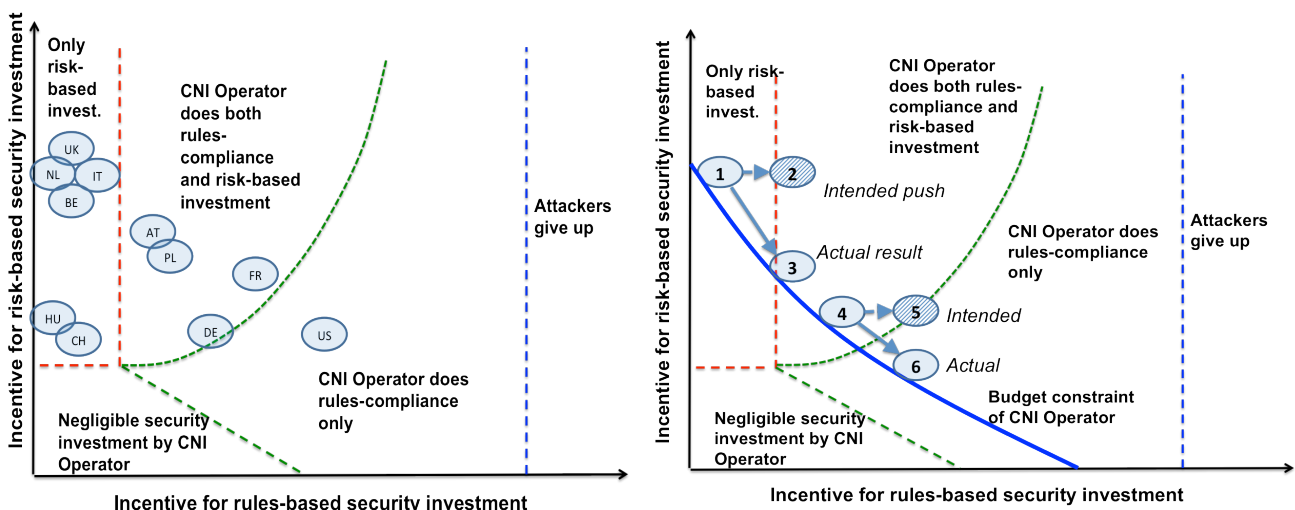 Incentive for risk-based security investment
Only
risk-
based
invest.
CNI Operator
does both
rules-
compliance
and risk-based
investment
UK
NL
IT
BE
AT
PL
FR
HU
CH
DE
US
Attackers
give up
CNI Operator does
rules-compliance
only
Negligible security
investment by CNI
Operator
Incentive for rules-based security investment
Incentive for risk-based security investment
Only risk-
based
invest.
CNI Operator
does both rules-
compliance and
risk-based
investment
1
2
Intended push
3
Actual result
CNI Operator does
rules-compliance
only
Attackers
give up
4
5
Intended
6
Actual
Budget constraint
of CNI Operator
Negligible security
investment by CNI
Operator
Incentive for rules-based security investment